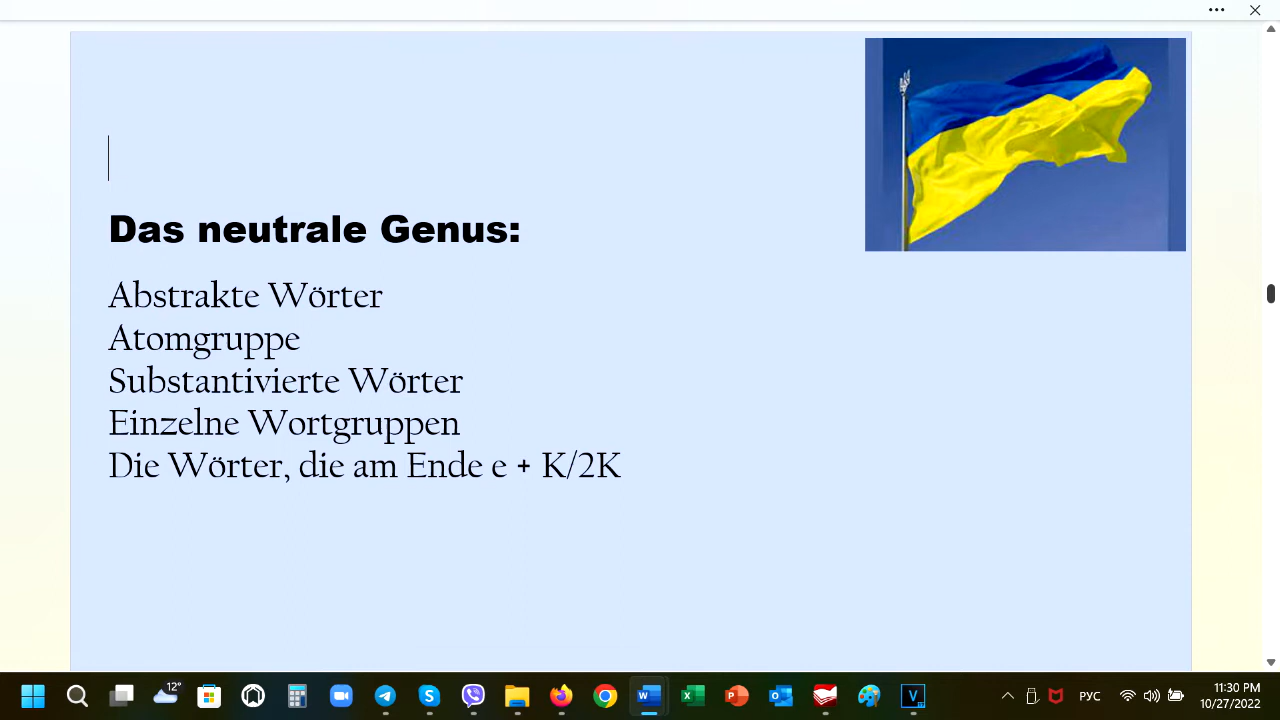 Das neutrale Genus:
Abstrakte Wörter
Atomgruppe
Substantivierte Wörter
Einzelne Wortgruppen
Die Wörter, die am Ende e + K/2K
12°
РУС
11:30 PM
10/27/2022